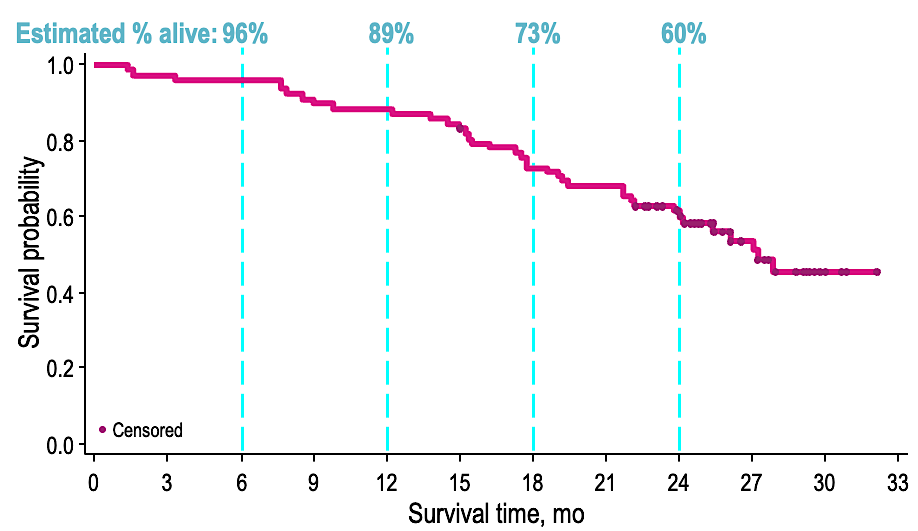 Estimated % alive: 96% 89% 73% 60%
1.0
0.8
0.6
0.4
0.2
0.0
Survival probability
Censored
0 3 6 9 12 15 18 21 24 27 30 33
Survival time, mo